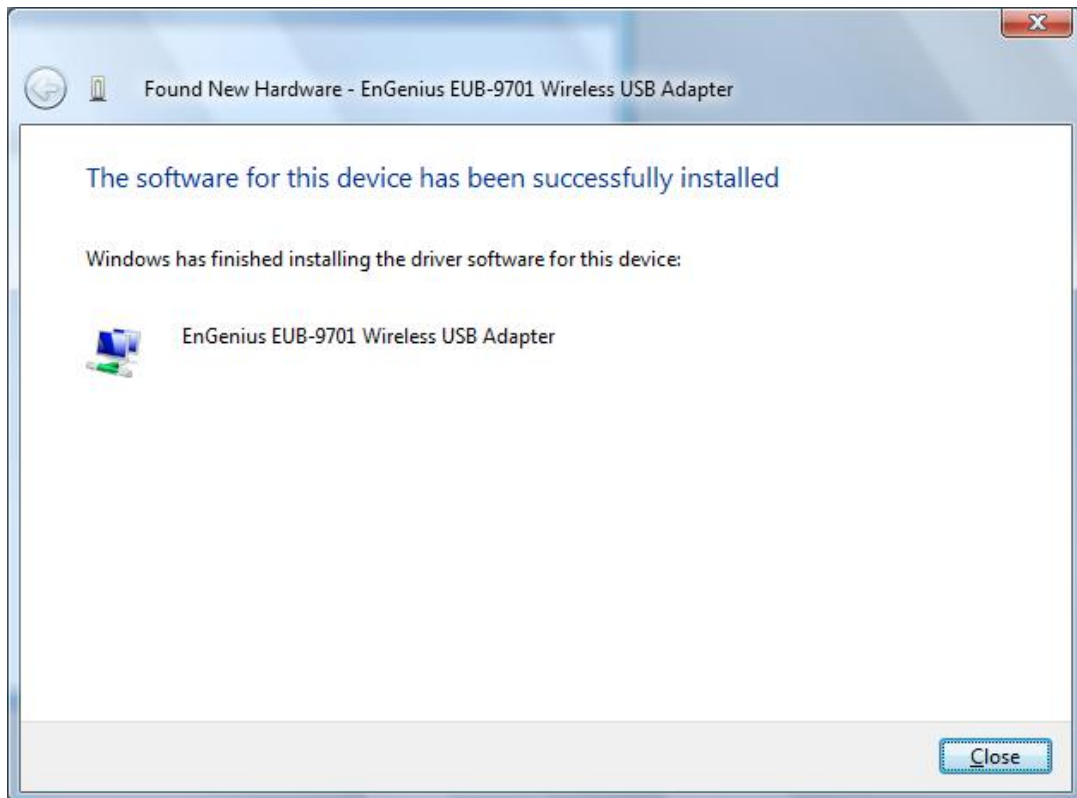 Found New Hardware - EnGenius EUB-9701 Wireless USB Adapter
The software for this device has been successfully installed
Windows has finished installing the driver software for this device:
EnGenius EUB-9701 Wireless USB Adapter
Close